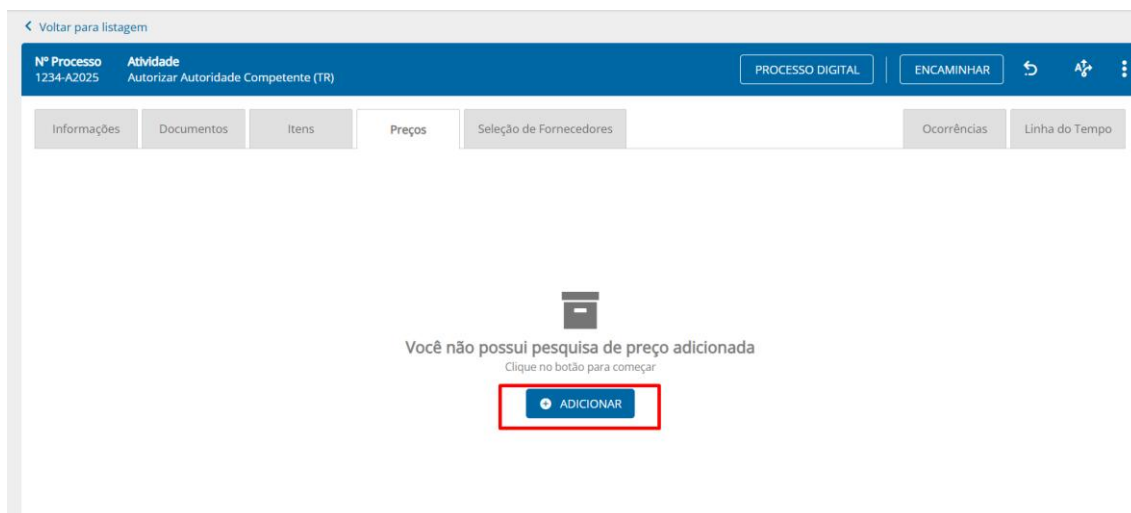 Voltar para listagem
Nº Processo Atividade
1234-A2025 Autorizar Autoridade Competente (TR)
PROCESSO DIGITAL ENCAMINHAR
Informações Documentos Itens Preços Seleção de Fornecedores Ocorrências Linha do Tempo
Você não possui pesquisa de preço adicionada
Clique no botão para começar
ADICIONAR